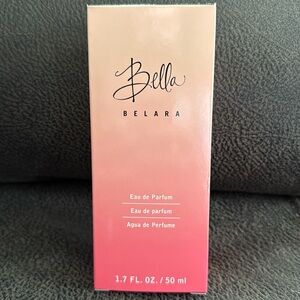 Bella
BELARA
Eau de Parfum
Eau de parfum
Agua de Perfume
1.7 FL. OZ. / 50 ml